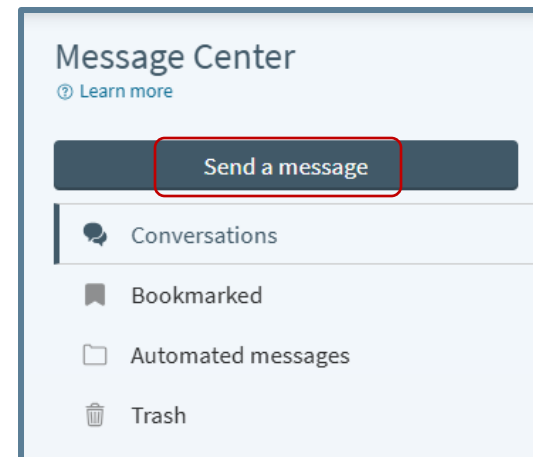 Message Center
Learn more
Send a message
Conversations
Bookmarked
Automated messages
Trash